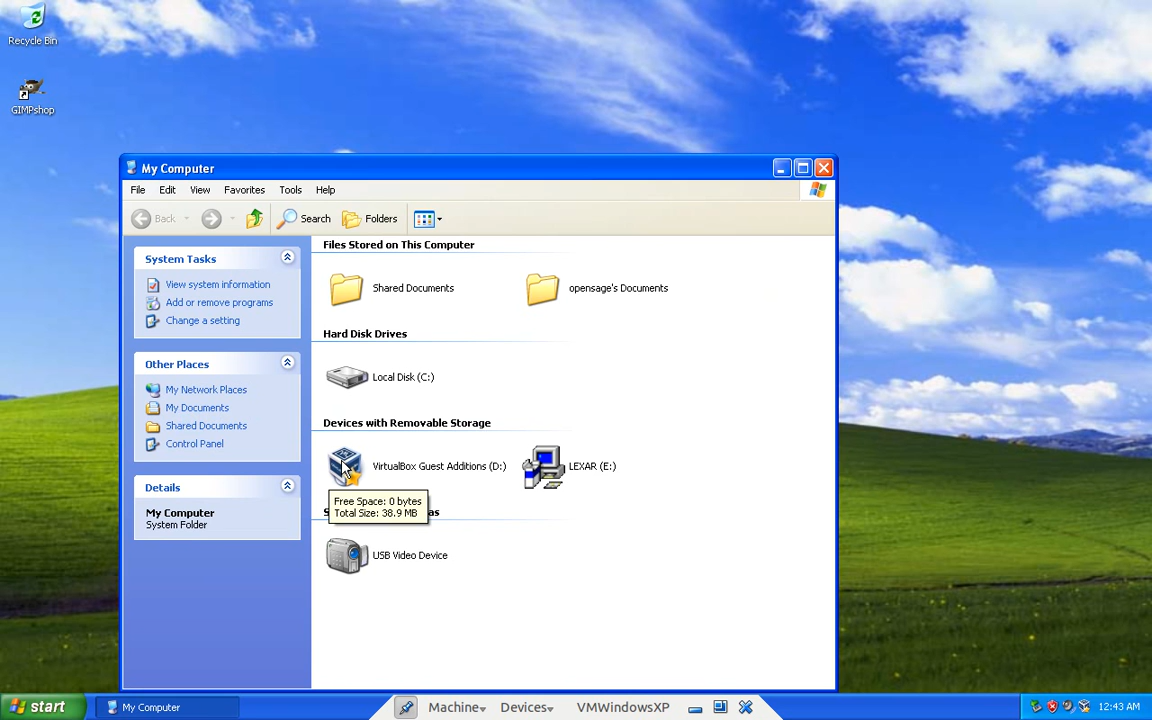 Recycle Bin
GIMPshop
My Computer
File Edit View Favorites Tools Help
Back Search Folders
System Tasks
View system information
Add or remove programs
Change a setting
Other Places
My Network Places
My Documents
Shared Documents
Control Panel
Details
My Computer
System Folder
Files Stored on This Computer
Shared Documents opensage's Documents
Hard Disk Drives
Local Disk (C:)
Devices with Removable Storage
VirtualBox Guest Additions (D:) LEXAR (E:)
Free Space: 0 bytes
Total Size: 38.9 MB
USB Video Device
start My Computer Machine Devices VMWindowsXP 12:43 AM